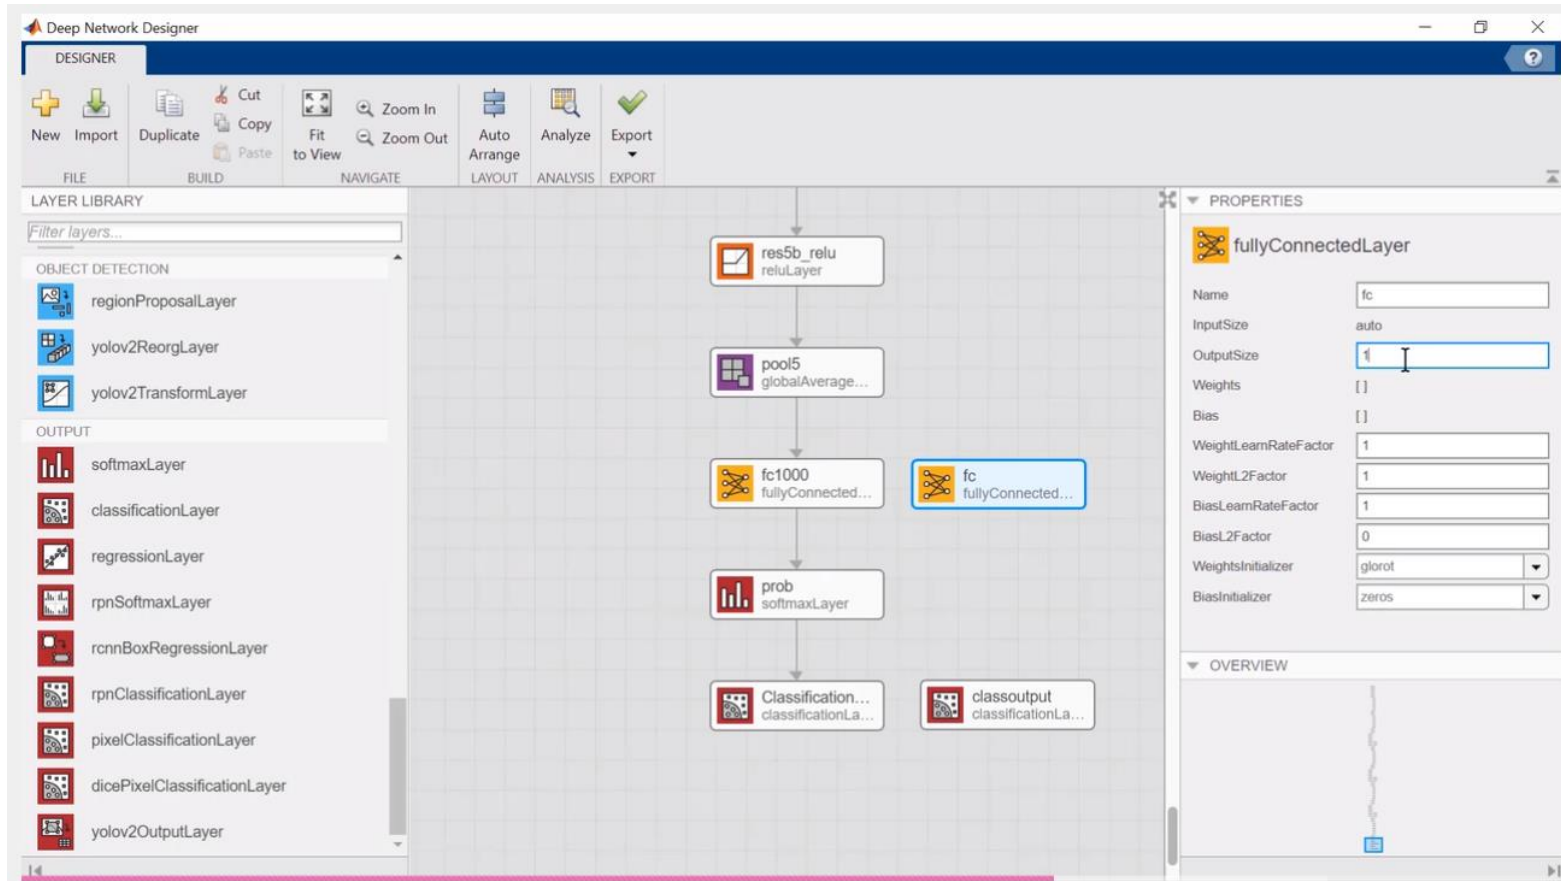 Deep Network Designer
DESIGNER
?
New
Import
Duplicate
Cut
Copy
Paste
Fit
to View
Zoom In
Zoom Out
Auto
Arrange
Analyze
Export
FILE
BUILD
NAVIGATE
LAYOUT
ANALYSIS
EXPORT
LAYER LIBRARY
Filter layers...
OBJECT DETECTION
regionProposalLayer
yolov2ReorgLayer
yolov2TransformLayer
OUTPUT
softmaxLayer
classificationLayer
regressionLayer
rpnSoftmaxLayer
rcnnBoxRegressionLayer
rpnClassificationLayer
pixelClassificationLayer
dicePixelClassificationLayer
yolov2OutputLayer
res5b_relu
reluLayer
pool5
globalAverage...
fc1000
fullyConnected...
fc
fullyConnected...
prob
softmaxLayer
Classification...
classificationLa...
classoutput
classificationLa...
PROPERTIES
fullyConnectedLayer
Name fc
InputSize auto
OutputSize 1
Weights [ ]
Bias [ ]
WeightLearnRateFactor 1
WeightL2Factor 1
BiasLearnRateFactor 1
BiasL2Factor 0
WeightsInitializer glorot
BiasInitializer zeros
OVERVIEW